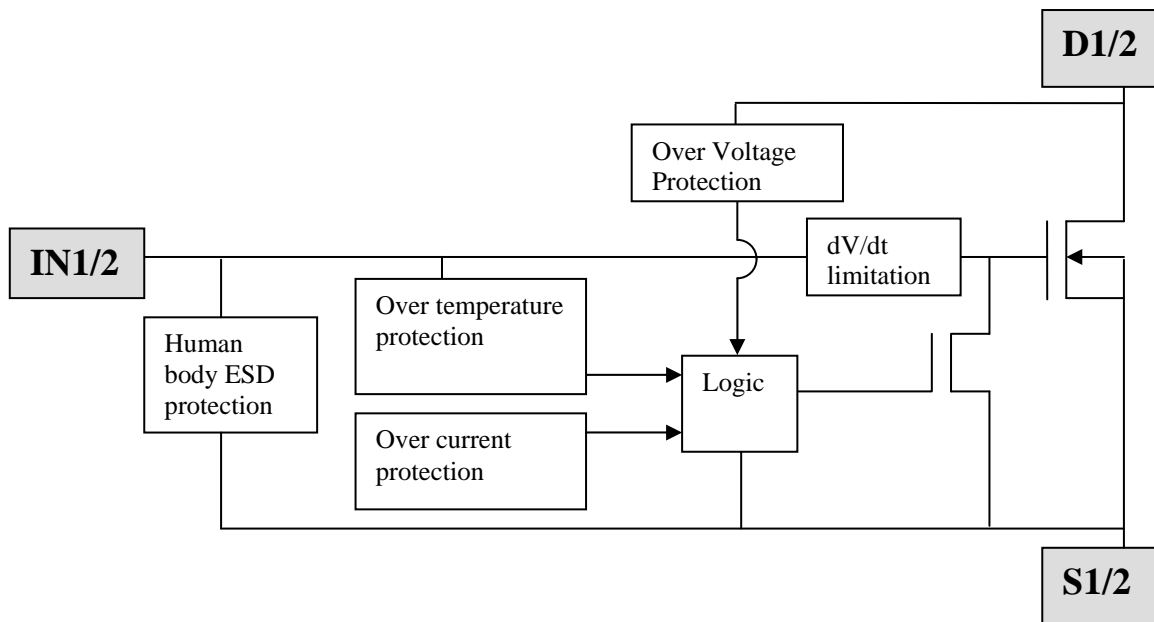 D1/2
Over Voltage
Protection
IN1/2
dV/dt
limitation
Over temperature
protection
Human
body ESD
protection
Logic
Over current
protection
S1/2